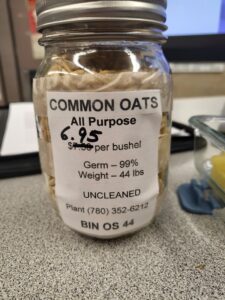 COMMON OATS
All Purpose
6.95
per bushel
Germ – 99%
Weight – 44 lbs
UNCLEANED
Plant (780) 352-6212
BIN OS 44